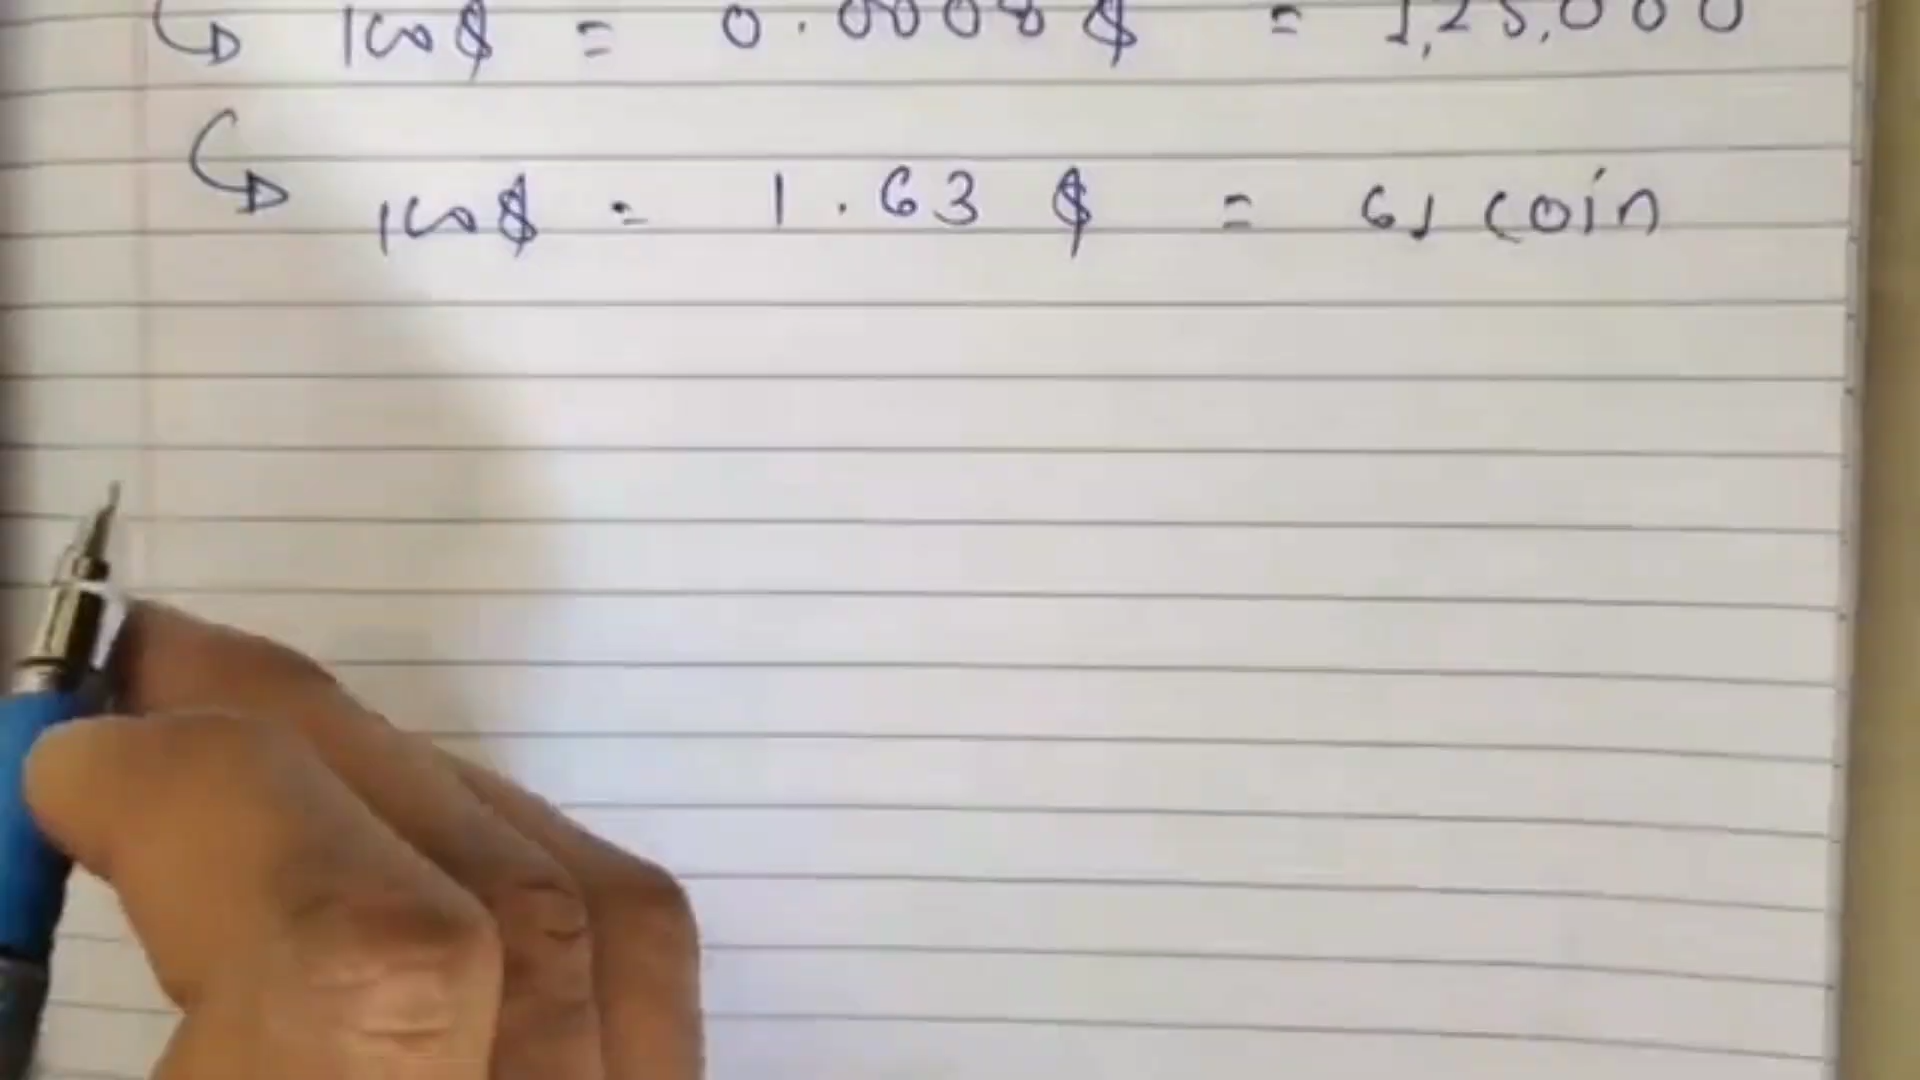 100$ = 0.0008$ = 1,25,000
100$ = 1.63 $ = 61 coin